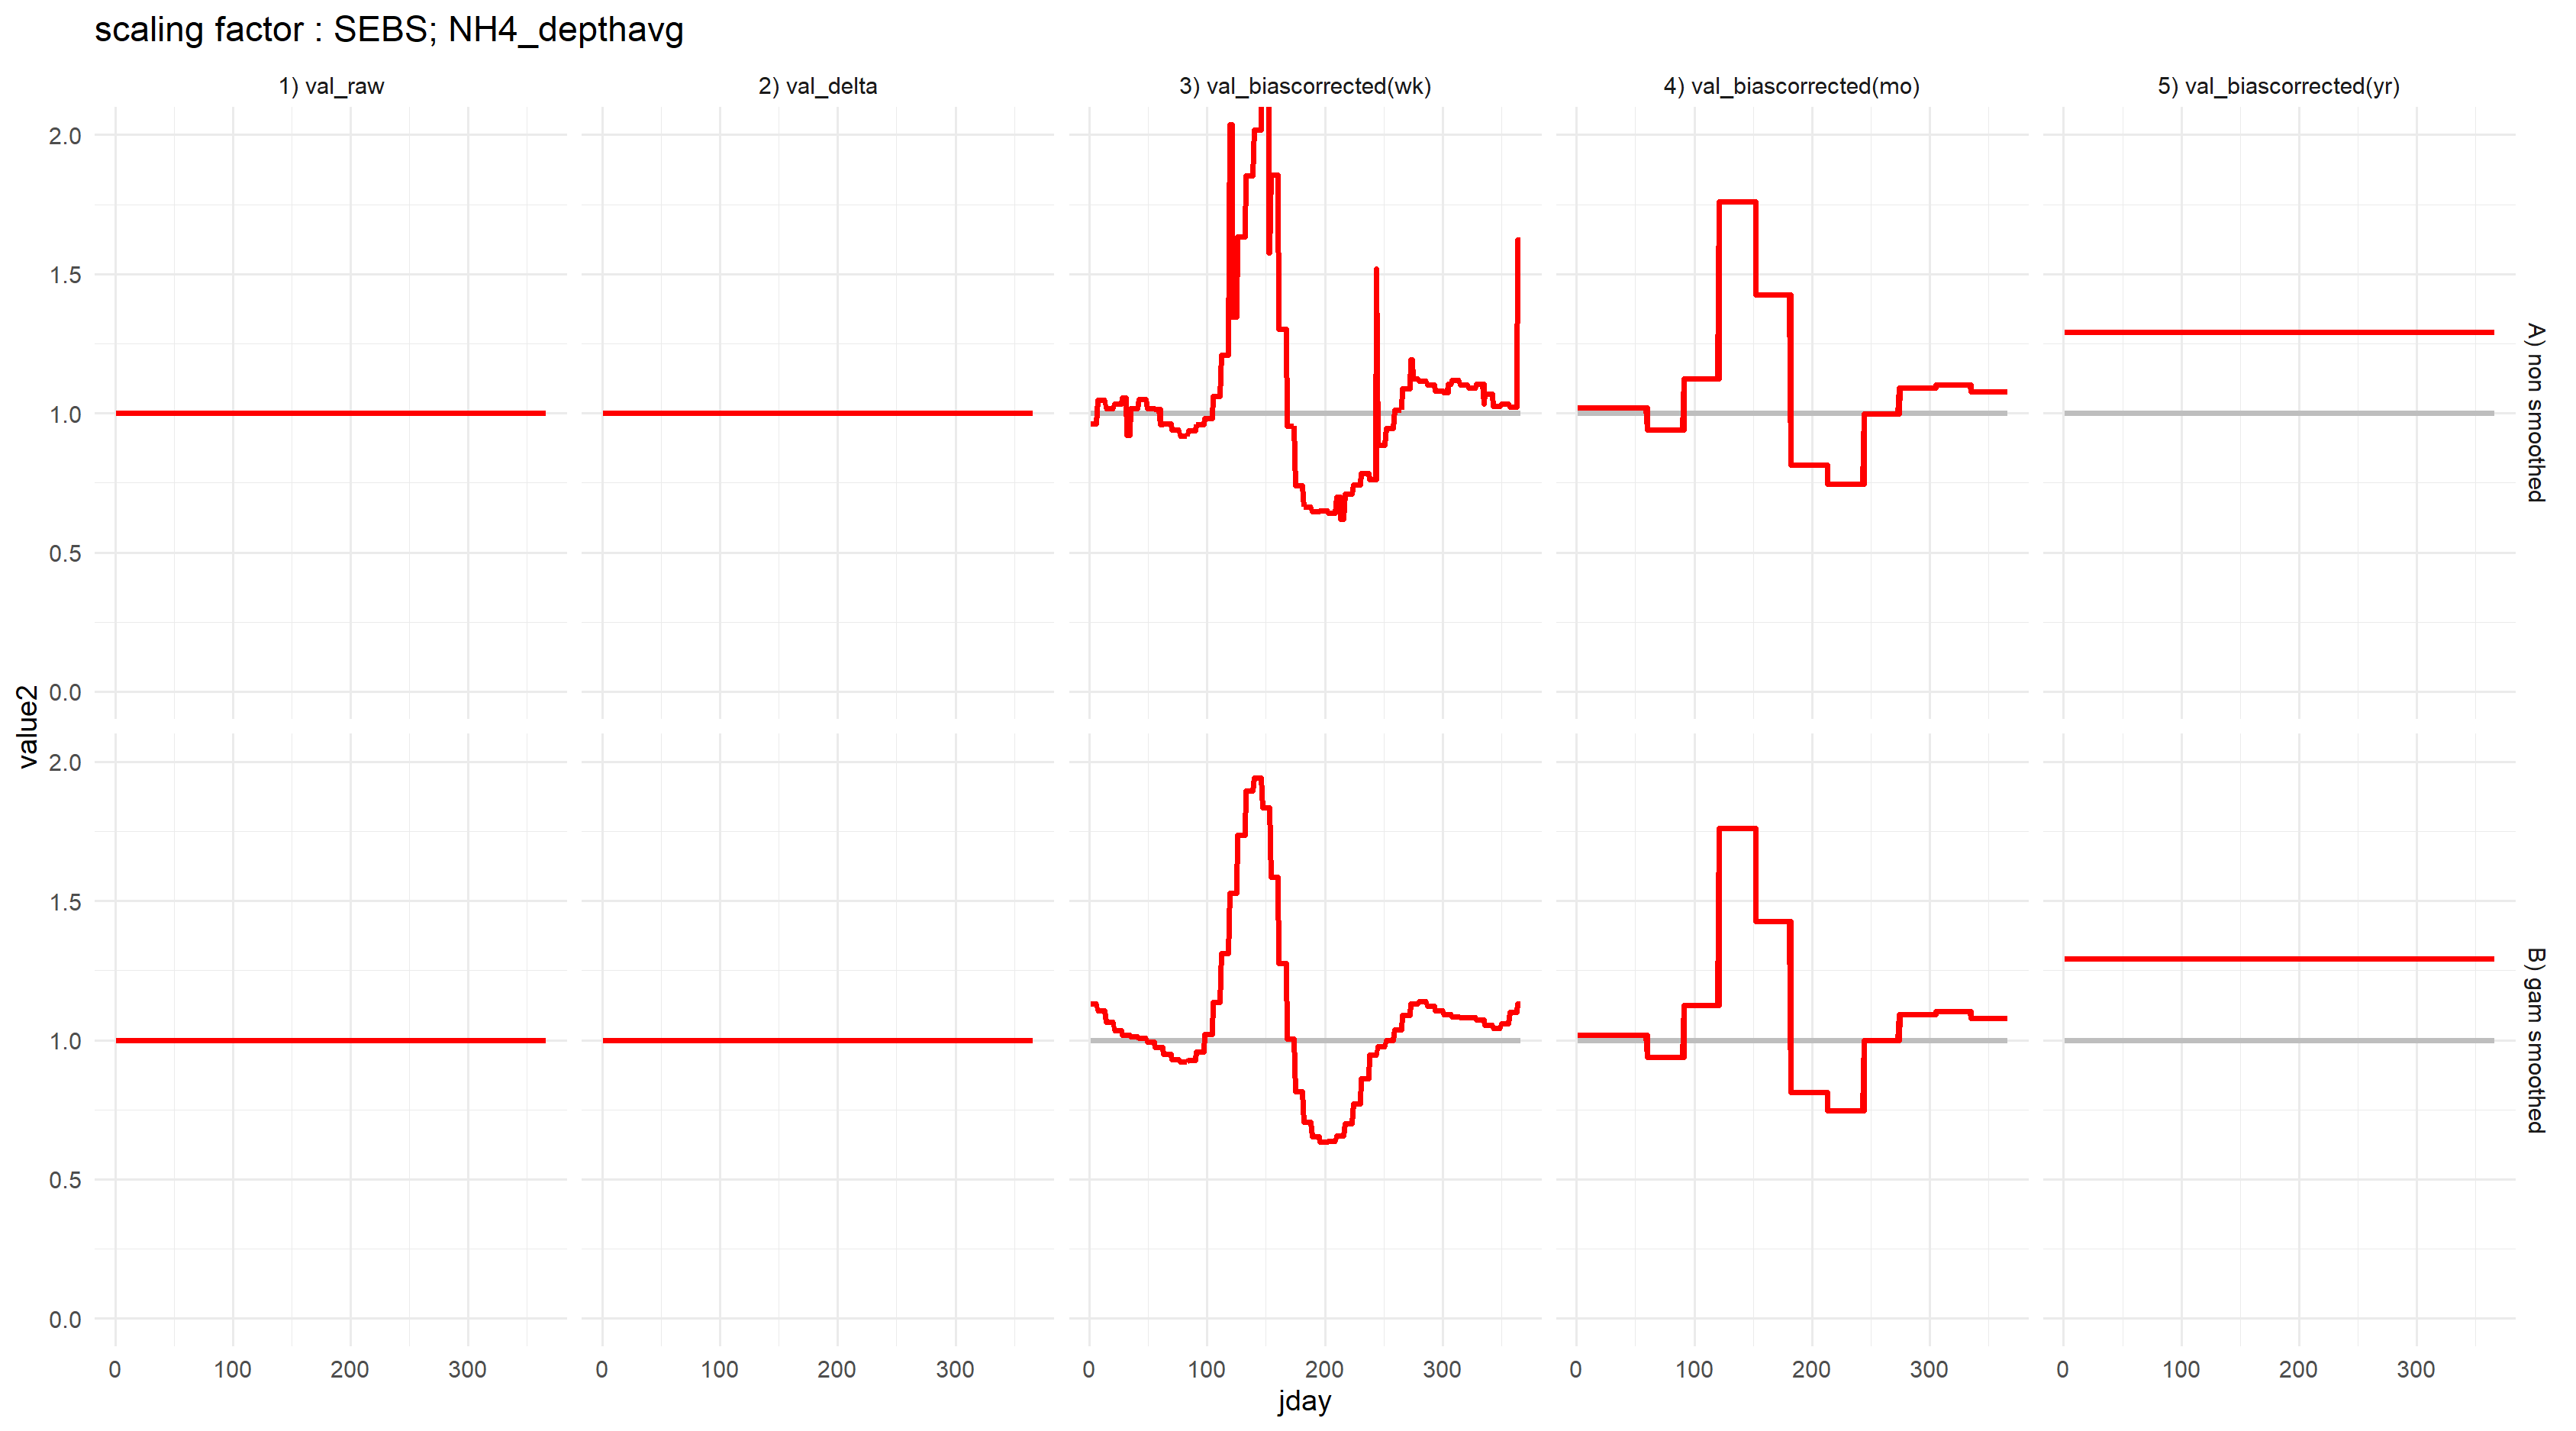 scaling factor : SEBS; NH4_depthavg
1) val_raw
2) val_delta
3) val_biascorrected(wk)
4) val_biascorrected(mo)
5) val_biascorrected(yr)
2.0
1.5
1.0
0.5
0.0
A) non smoothed
value2
2.0
1.5
1.0
0.5
0.0
B) gam smoothed
0 100 200 300
0 100 200 300
0 100 200 300
0 100 200 300
0 100 200 300
jday